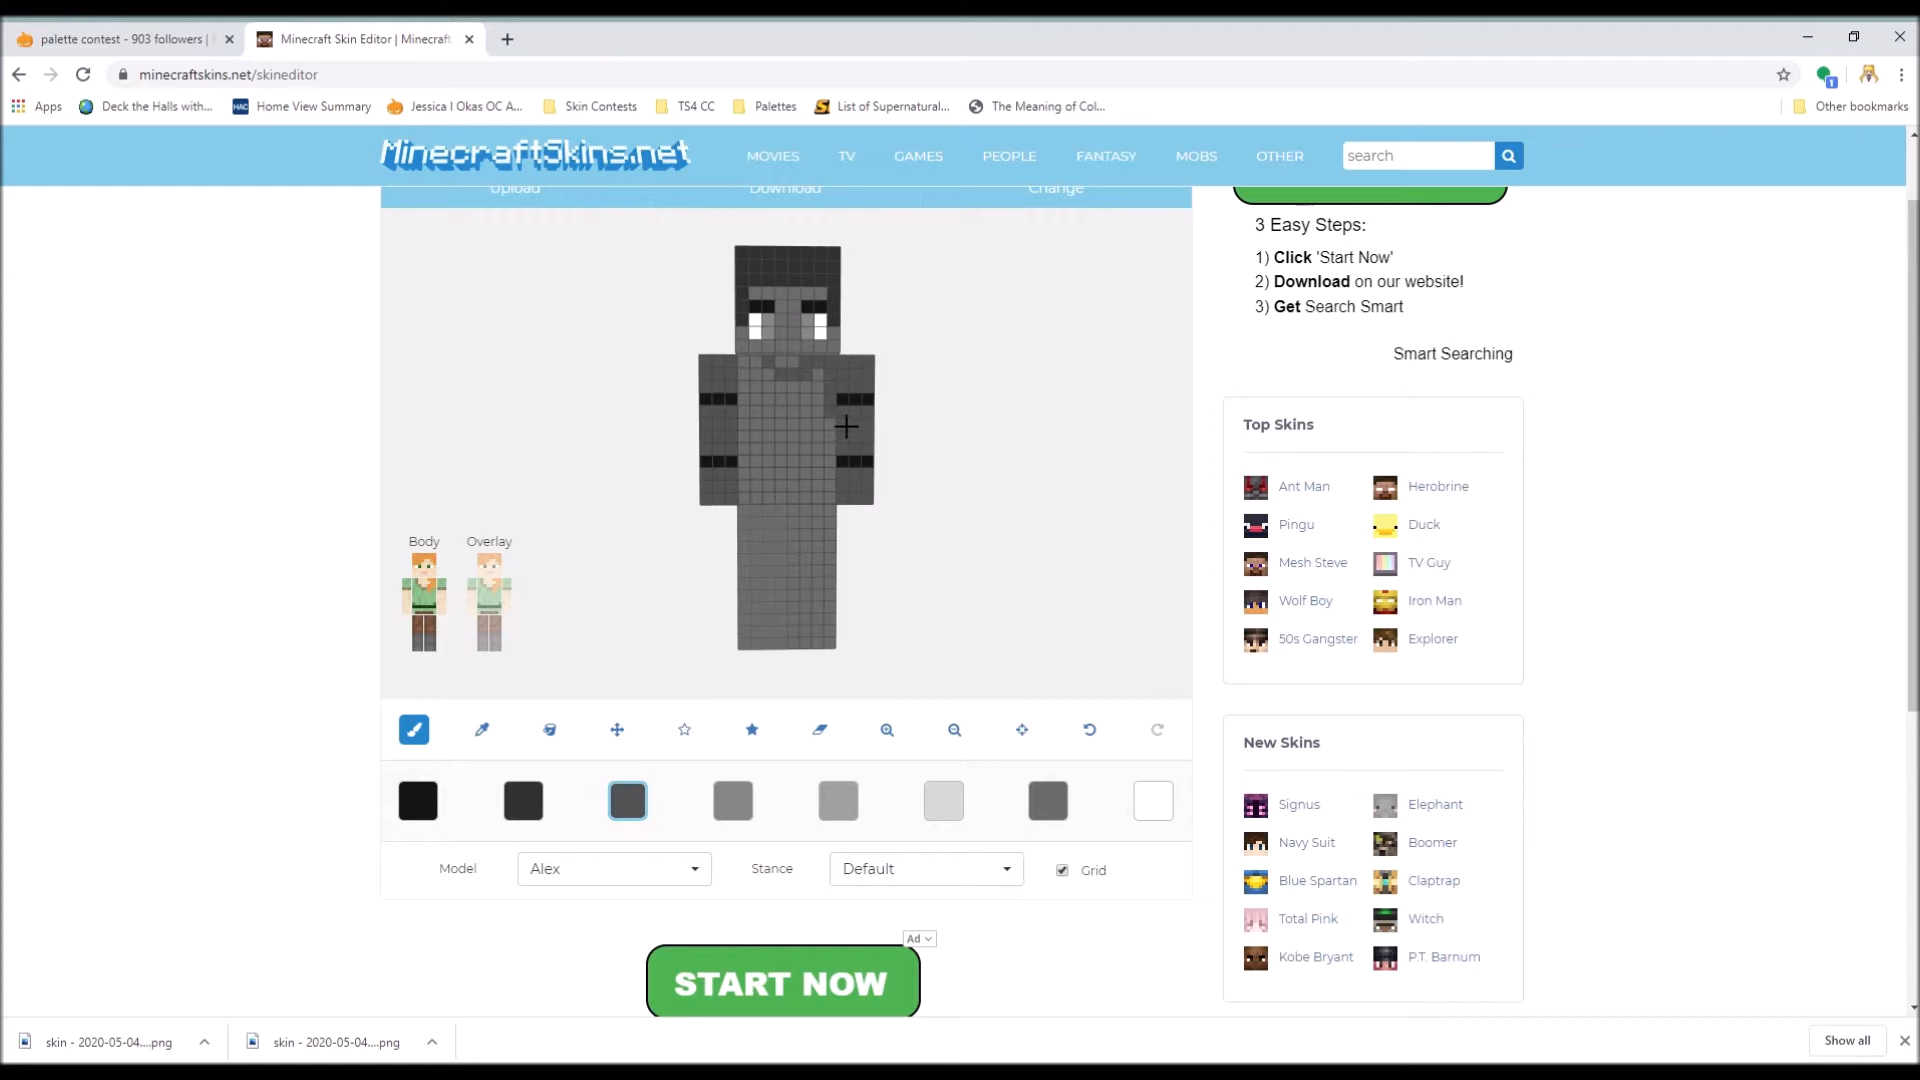 palette contest - 903 followers |
Minecraft Skin Editor | Minecraft
minecraftskins.net/skineditor
Apps
Deck the Halls with...
HAC
Home View Summary
Jessica I Okas OC A...
Skin Contests
TS4 CC
Palettes
List of Supernatural...
The Meaning of Col...
Other bookmarks
MinecraftSkins.net
MOVIES
TV
GAMES
PEOPLE
FANTASY
MOBS
OTHER
search
Upload
Download
Change
3 Easy Steps:
1) Click 'Start Now'
2) Download on our website!
3) Get Search Smart
Smart Searching
Top Skins
Ant Man
Herobrine
Pingu
Duck
Mesh Steve
TV Guy
Wolf Boy
Iron Man
50s Gangster
Explorer
Body
Overlay
New Skins
Signus
Elephant
Navy Suit
Boomer
Blue Spartan
Claptrap
Total Pink
Witch
Kobe Bryant
P.T. Barnum
Model
Alex
Stance
Default
Grid
Ad
START NOW
skin - 2020-05-04....png
skin - 2020-05-04....png
Show all